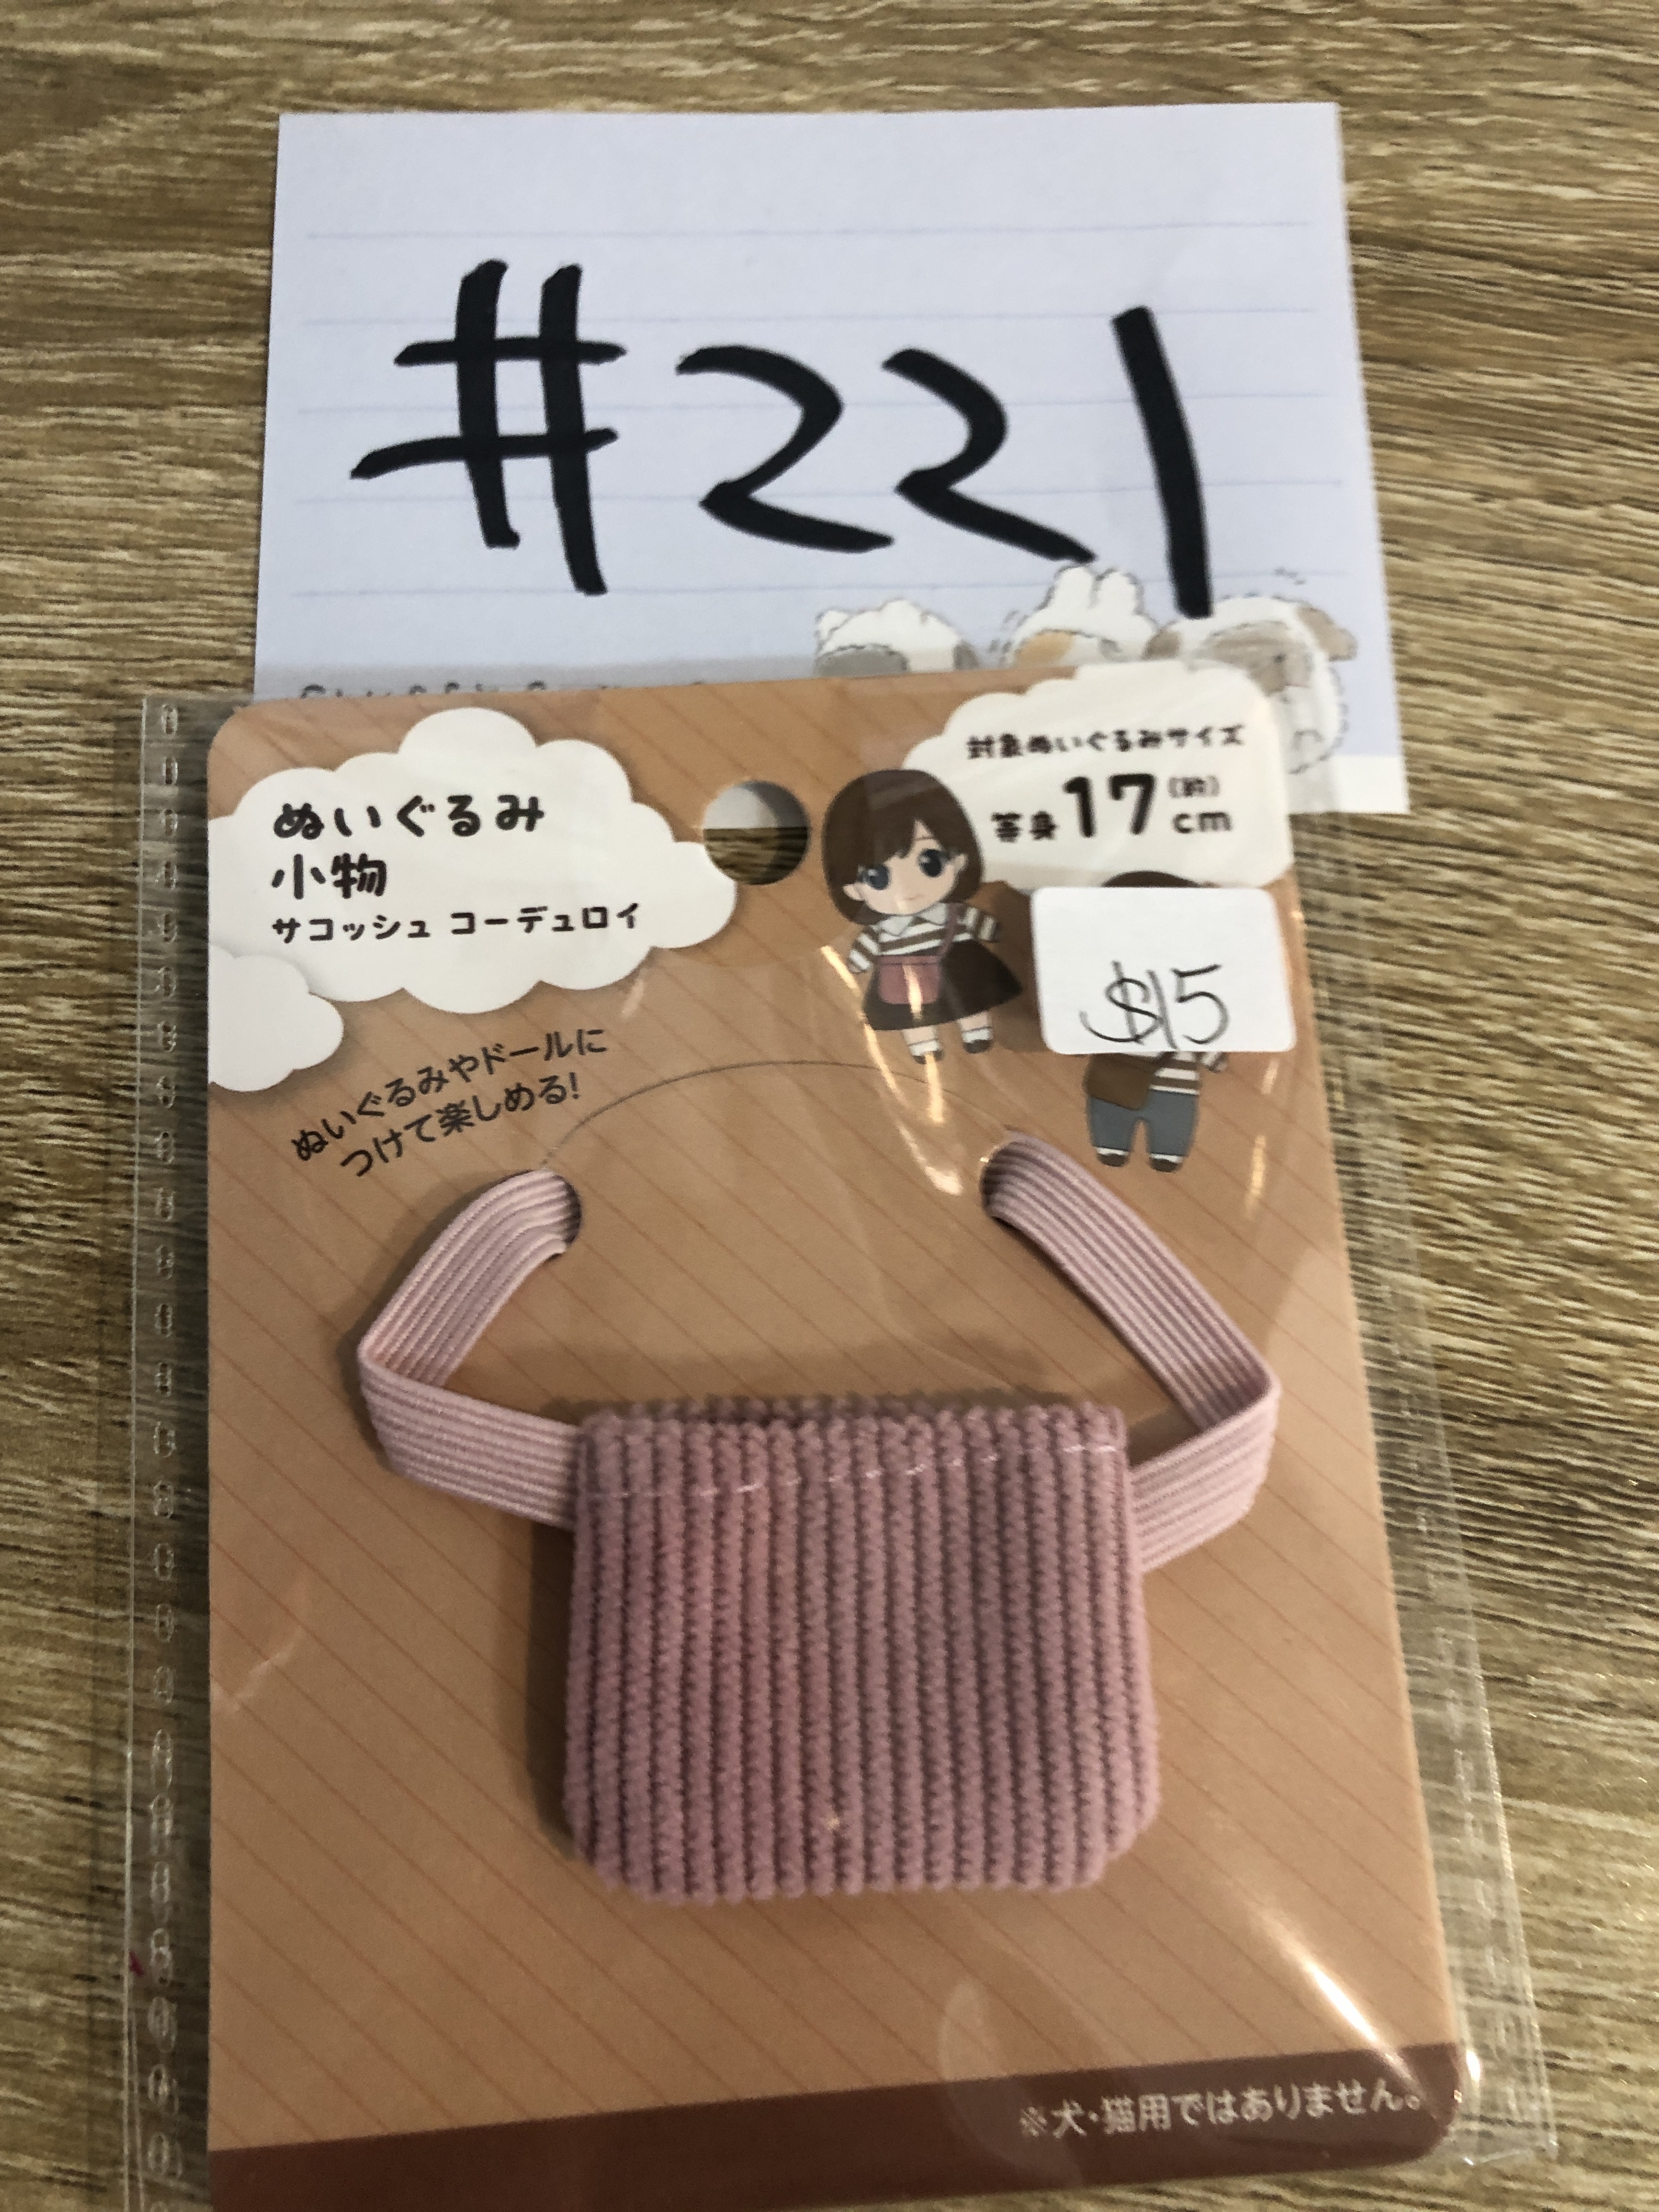 #221
ぬいぐるみ
小物
サコッシュ コーデュロイ
対象ぬいぐるみサイズ
等身17(約)cm
$15
ぬいぐるみやドールに
つけて楽しめる!
※犬・猫用ではありません。